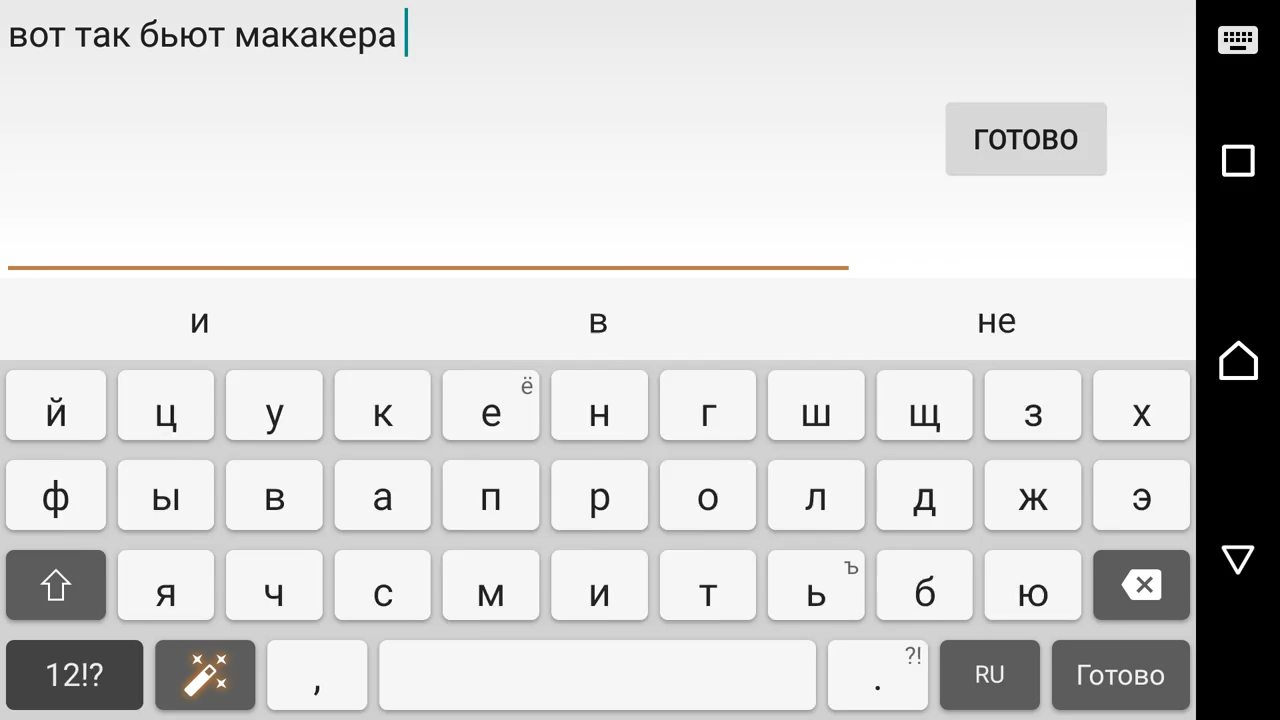 вот так бьют макакера
ГОТОВО
и в не
й ц у к е ё н г ш щ з х
ф ы в а п р о л д ж э
я ч с м и т ь ъ б ю
12!? , . ?! RU Готово